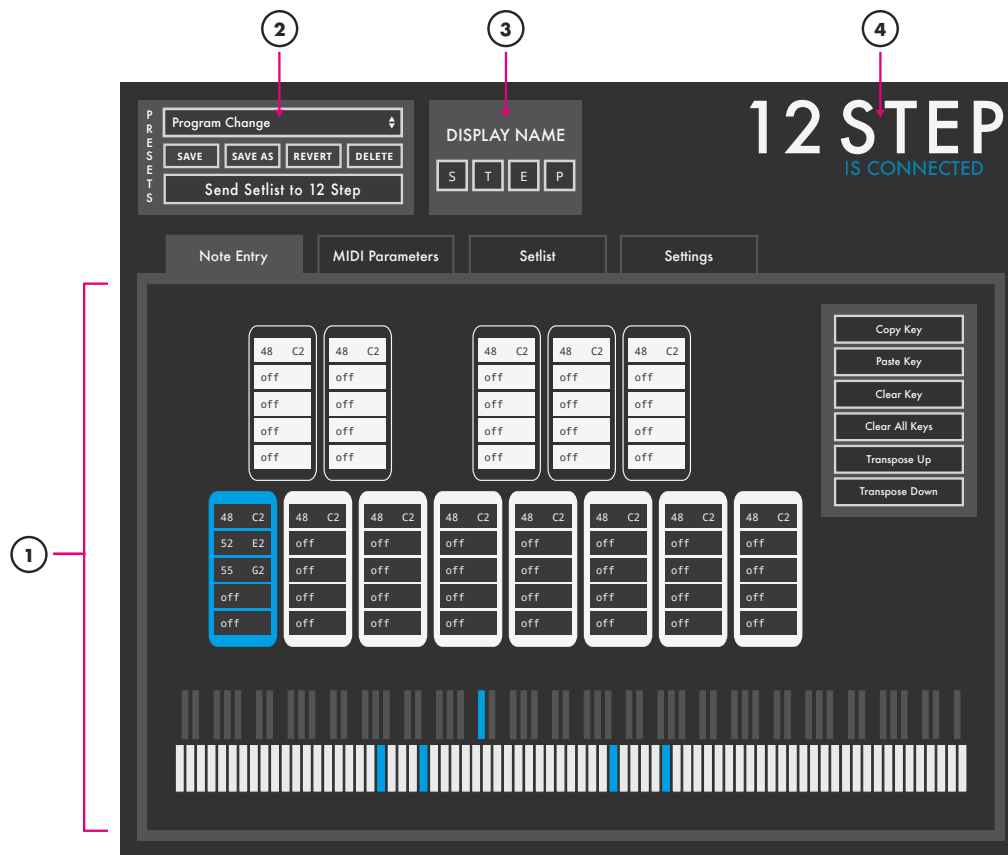 2 3 4
PRESETS
Program Change
SAVE SAVE AS REVERT DELETE
Send Setlist to 12 Step
DISPLAY NAME
S T E P
12 STEP
IS CONNECTED
Note Entry MIDI Parameters Setlist Settings
48 C2 48 C2 48 C2 48 C2 48 C2
off off off off off
off off off off off
off off off off off
off off off off off
Copy Key
Paste Key
Clear Key
Clear All Keys
Transpose Up
Transpose Down
48 C2 48 C2 48 C2 48 C2 48 C2 48 C2 48 C2 48 C2
52 E2 off off off off off off off
55 G2 off off off off off off off
off off off off off off off off
off off off off off off off off
1